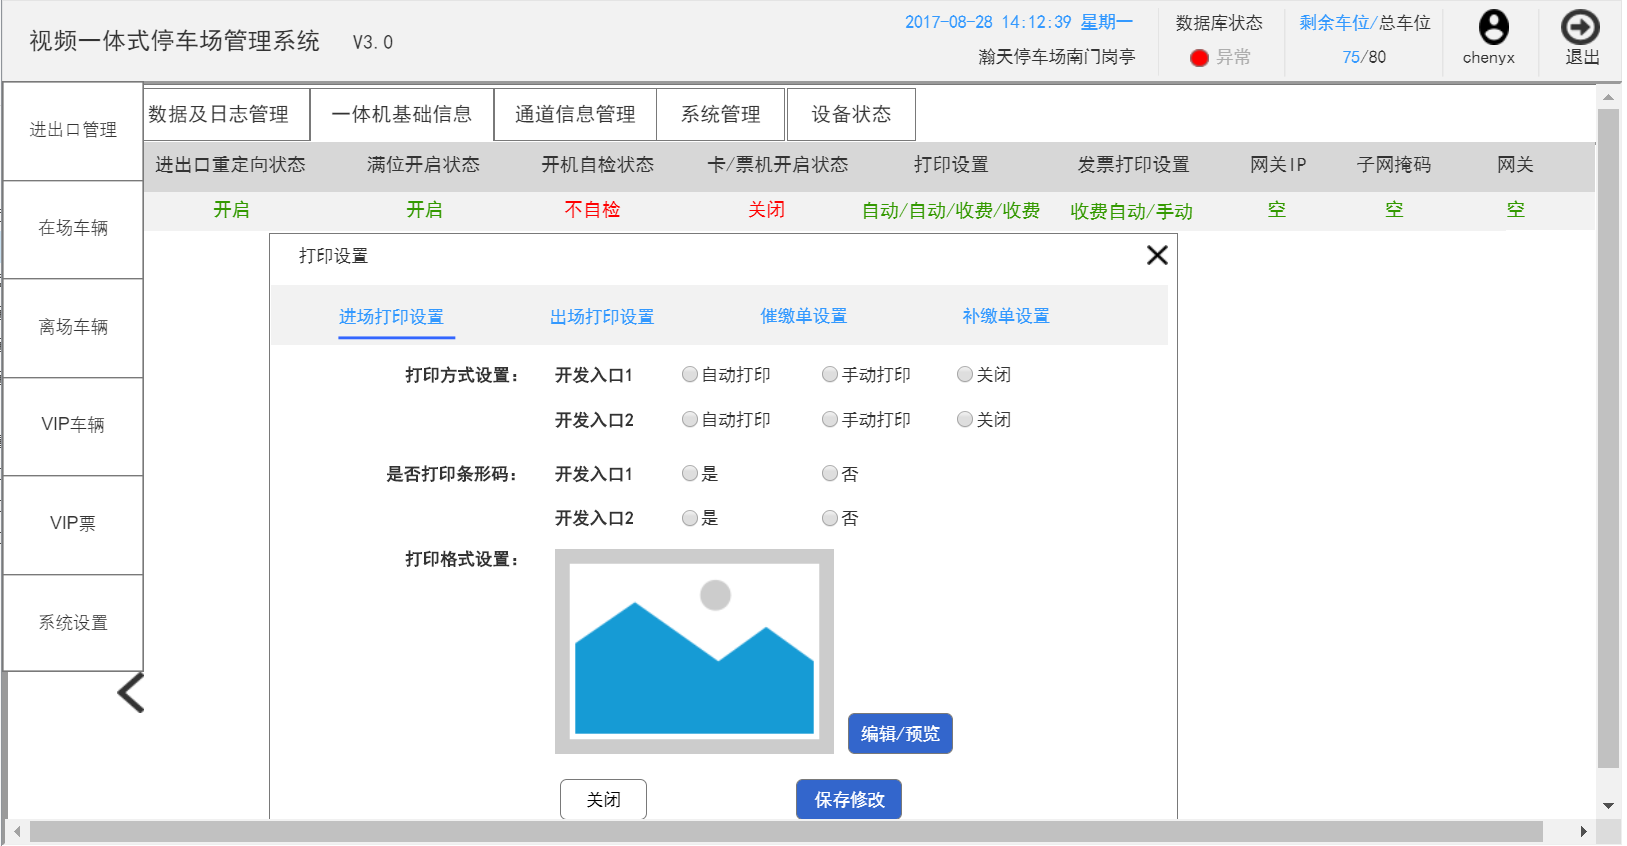 视频一体式停车场管理系统 V3.0
2017-08-28 14:12:39 星期一
瀚天停车场南门岗亭
数据库状态
异常
剩余车位/总车位
75/80
chenyx
退出
进出口管理
在场车辆
离场车辆
VIP车辆
VIP票
系统设置
数据及日志管理 一体机基础信息 通道信息管理 系统管理 设备状态
进出口重定向状态 满位开启状态 开机自检状态 卡/票机开启状态 打印设置 发票打印设置 网关IP 子网掩码 网关
开启 开启 不自检 关闭 自动/自动/收费/收费 收费自动/手动 空 空 空
打印设置
进场打印设置 出场打印设置 催缴单设置 补缴单设置
打印方式设置： 开发入口1 自动打印 手动打印 关闭
开发入口2 自动打印 手动打印 关闭
是否打印条形码： 开发入口1 是 否
开发入口2 是 否
打印格式设置：
编辑/预览
关闭 保存修改